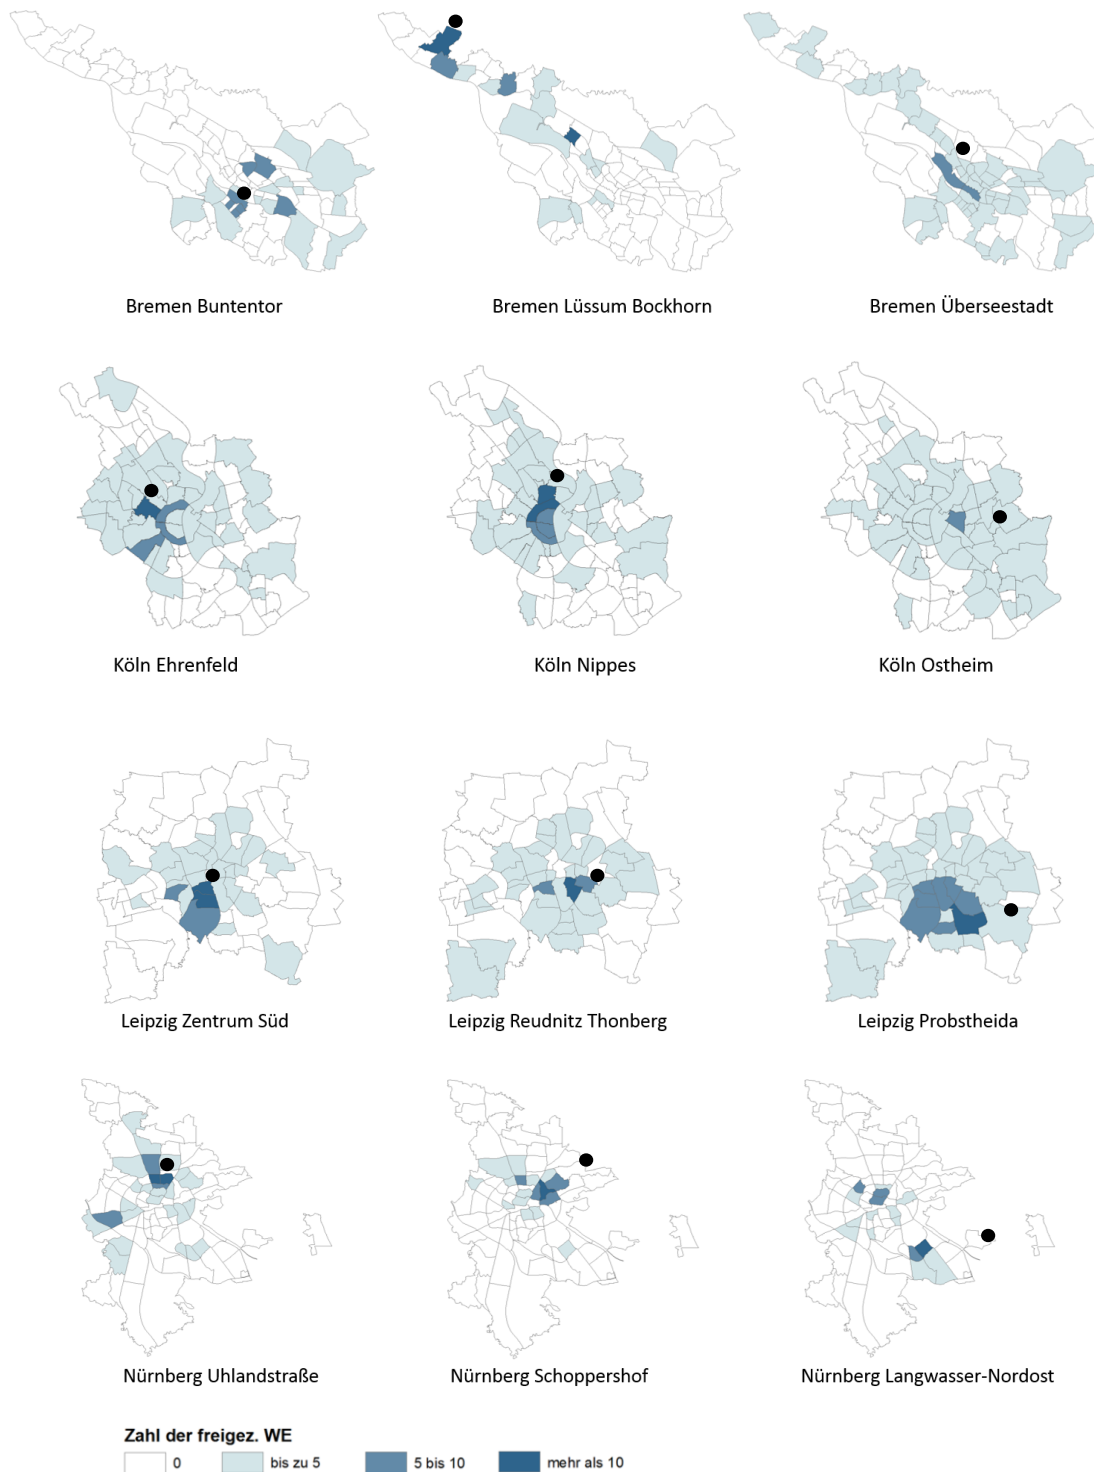 Bremen Buntentor
Bremen Lüssum Bockhorn
Bremen Überseestadt
Köln Ehrenfeld
Köln Nippes
Köln Ostheim
Leipzig Zentrum Süd
Leipzig Reudnitz Thonberg
Leipzig Probstheida
Nürnberg Uhlandstraße
Nürnberg Schoppershof
Nürnberg Langwasser-Nordost
Zahl der freigez. WE
0
bis zu 5
5 bis 10
mehr als 10